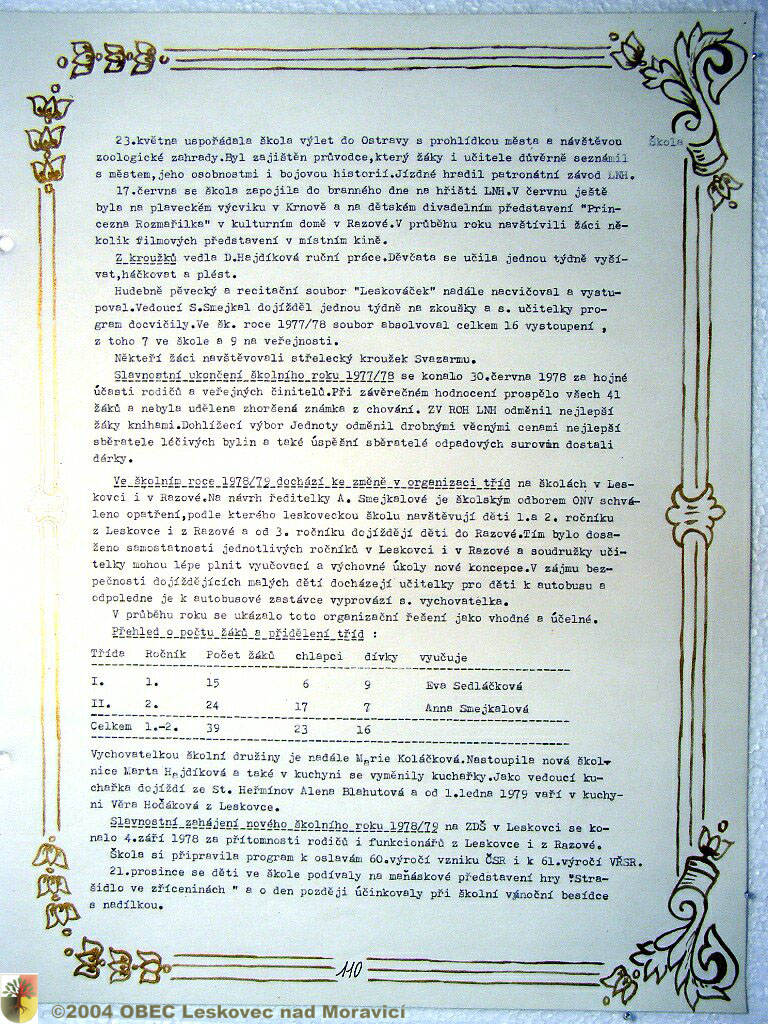 23.května uspořádala škola výlet do Ostravy s prohlídkou města a návštěvou Škola
zoologické zahrady.Byl zajištěn průvodce,který žáky i učitele důvěrně seznámil
s městem,jeho osobnostmi i bojovou historií.Jízdné hradil patronátní závod LNH.
17.června se škola zapojila do branného dne na hřišti LNH.V červnu ještě
byla na plaveckém výcviku v Krnově a na dětském divadelním představení "Prin-
cezna Rozmařilka" v kulturním domě v Razové.V průběhu roku navštívili žáci ně-
kolik filmových představení v místním kině.
Z kroužků vedla D.Hajdíková ruční práce.Děvčata se učila jednou týdně vyší-
vat,háčkovat a plést.
Hudebně pěvecký a recitační soubor "Leskováček" nadále nacvičoval a vystu-
poval.Vedoucí S.Smejkal dojížděl jednou týdně na zkoušky a s. učitelky pro-
gram docvičily.Ve šk. roce 1977/78 soubor absolvoval celkem 16 vystoupení ,
z toho 7 ve škole a 9 na veřejnosti.
Někteří žáci navštěvovali střelecký kroužek Svazarmu.
Slavnostní ukončení školního roku 1977/78 se konalo 30.června 1978 za hojné
účasti rodičů a veřejných činitelů.Při závěrečném hodnocení prospělo všech 41
žáků a nebyla udělena zhoršená známka z chování. ZV ROH LNH odměnil nejlepší
žáky knihami.Dohlížecí výbor Jednoty odměnil drobnými věcnými cenami nejlepší
sběratele léčivých bylin a také úspěšní sběratelé odpadových surovin dostali
dárky.
Ve školním roce 1978/79 dochází ke změně v organizaci tříd na školách v Les-
kovci i v Razové.Na návrh ředitelky A. Smejkalové je školským odborem ONV schvá-
leno opatření,podle kterého leskoveckou školu navštěvují děti 1.a 2. ročníku
z Leskovce i z Razové a od 3. ročníku dojíždějí děti do Razové.Tím bylo dosa-
ženo samostatnosti jednotlivých ročníků v Leskovci i v Razové a soudružky uči-
telky mohou lépe plnit vyučovací a výchovné úkoly nové koncepce.V zájmu bez-
pečnosti dojíždějících malých dětí docházejí učitelky pro děti k autobusu a
odpoledne je k autobusové zastávce vyprovází s. vychovatelka.
V průběhu roku se ukázalo toto organizační řešení jako vhodné a účelné.
Přehled o počtu žáků a přidělení tříd :
Třída Ročník Počet žáků chlapci dívky vyučuje
I. 1. 15 6 9 Eva Sedláčková
II. 2. 24 17 7 Anna Smejkalová
Celkem 1.-2. 39 23 16
Vychovatelkou školní družiny je nadále Marie Koláčková.Nastoupila nová škol-
nice Marta Hajdíková a také v kuchyni se vyměnily kuchařky.Jako vedoucí ku-
chařka dojíždí ze St. Heřminov Alena Blahutová a od 1.ledna 1979 vaří v kuchy-
ni Věra Hočáková z Leskovce.
Slavnostní zahájení nového školního roku 1978/79 na ZDŠ v Leskovci se ko-
nalo 4.září 1978 za přítomnosti rodičů i funkcionářů z Leskovce i z Razové.
Škola si připravila program k oslavám 60.výročí vzniku ČSR i k 61.výročí VŘSR.
21.prosince se děti ve škole podívaly na maňáskové představení hry "Stra-
šidlo ve zříceninách " a o den později účinkovaly při školní vánoční besídce
s nadílkou.
110
©2004 OBEC Leskovec nad Moravicí